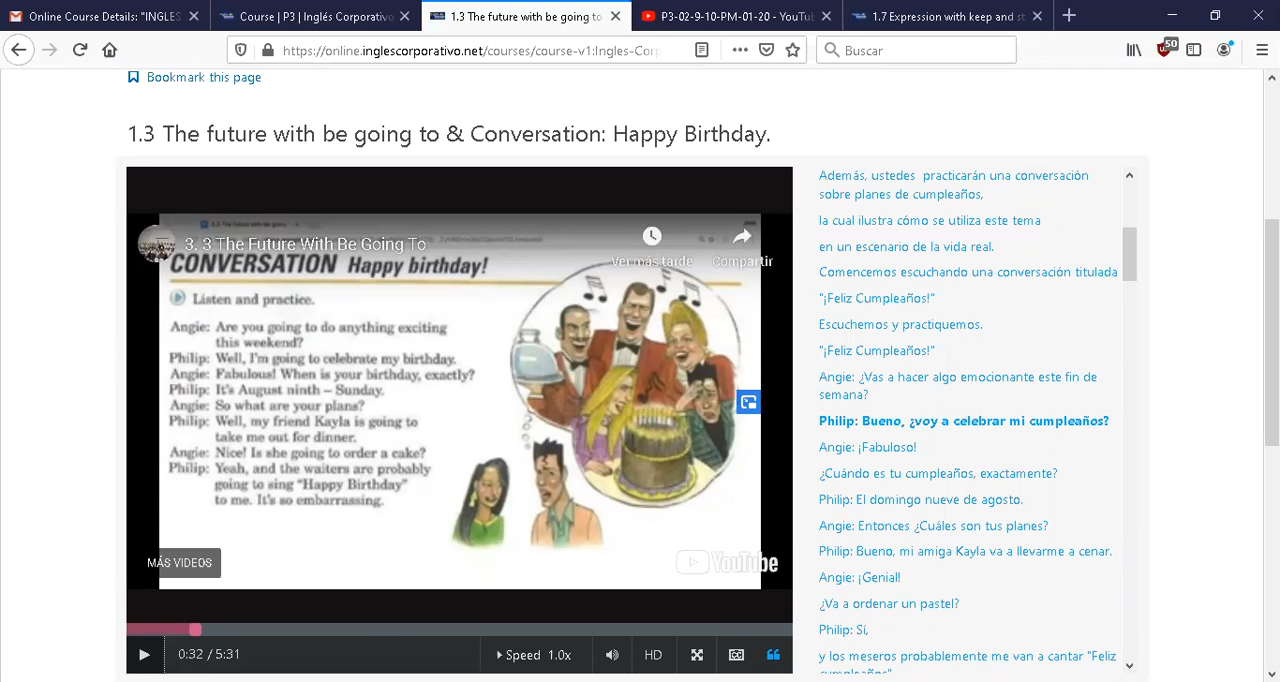 Online Course Details: "INGLES
Course | P3 | Inglés Corporativo
1.3 The future with be going to
P3-02-9-10-PM-01-20 - YouTu
1.7 Expression with keep and st
https://online.inglescorporativo.net/courses/course-v1:Ingles-Corp
Buscar
50
Bookmark this page
1.3 The future with be going to & Conversation: Happy Birthday.
3. 3 The Future With Be Going To
Ver más tarde
Compartir
CONVERSATION Happy birthday!
Listen and practice.
Angie: Are you going to do anything exciting
this weekend?
Philip: Well, I'm going to celebrate my birthday.
Angie: Fabulous! When is your birthday, exactly?
Philip: It's August ninth – Sunday.
Angie: So what are your plans?
Philip: Well, my friend Kayla is going to
take me out for dinner.
Angie: Nice! Is she going to order a cake?
Philip: Yeah, and the waiters are probably
going to sing "Happy Birthday"
to me. It's so embarrassing.
MÁS VIDEOS
YouTube
0:32 / 5:31
Speed 1.0x
HD
CC
Además, ustedes practicarán una conversación
sobre planes de cumpleaños,
la cual ilustra cómo se utiliza este tema
en un escenario de la vida real.
Comencemos escuchando una conversación titulada
"¡Feliz Cumpleaños!"
Escuchemos y practiquemos.
"¡Feliz Cumpleaños!"
Angie: ¿Vas a hacer algo emocionante este fin de
semana?
Philip: Bueno, ¿voy a celebrar mi cumpleaños?
Angie: ¡Fabuloso!
¿Cuándo es tu cumpleaños, exactamente?
Philip: El domingo nueve de agosto.
Angie: Entonces ¿Cuáles son tus planes?
Philip: Bueno, mi amiga Kayla va a llevarme a cenar.
Angie: ¡Genial!
¿Va a ordenar un pastel?
Philip: Sí,
y los meseros probablemente me van a cantar "Feliz
cumpleaños"